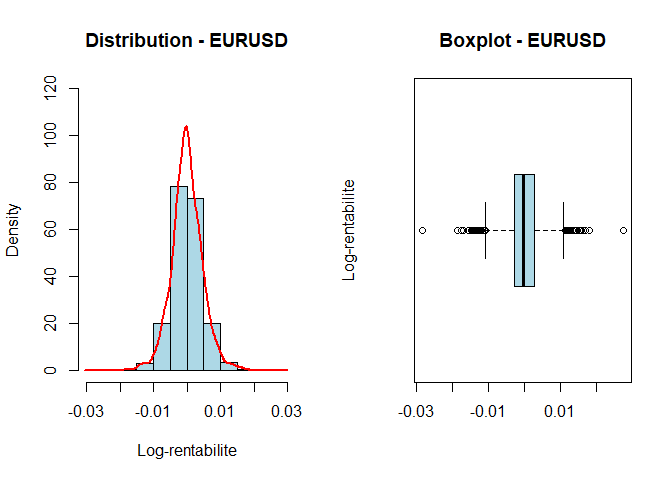 Distribution - EURUSD
Density
0
20
40
60
80
100
120
-0.03
-0.01
0.01
0.03
Log-rentabilite
Boxplot - EURUSD
Log-rentabilite
-0.03
-0.01
0.01